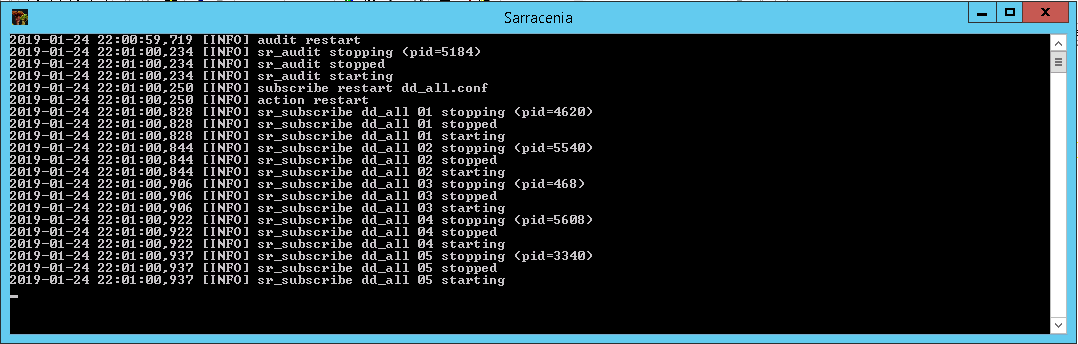 Sarracenia
2019-01-24 22:00:59,719 [INFO] audit restart
2019-01-24 22:01:00,234 [INFO] sr_audit stopping (pid=5184)
2019-01-24 22:01:00,234 [INFO] sr_audit stopped
2019-01-24 22:01:00,234 [INFO] sr_audit starting
2019-01-24 22:01:00,250 [INFO] subscribe restart dd_all.conf
2019-01-24 22:01:00,250 [INFO] action restart
2019-01-24 22:01:00,828 [INFO] sr_subscribe dd_all 01 stopping (pid=4620)
2019-01-24 22:01:00,828 [INFO] sr_subscribe dd_all 01 stopped
2019-01-24 22:01:00,828 [INFO] sr_subscribe dd_all 01 starting
2019-01-24 22:01:00,844 [INFO] sr_subscribe dd_all 02 stopping (pid=5540)
2019-01-24 22:01:00,844 [INFO] sr_subscribe dd_all 02 stopped
2019-01-24 22:01:00,844 [INFO] sr_subscribe dd_all 02 starting
2019-01-24 22:01:00,906 [INFO] sr_subscribe dd_all 03 stopping (pid=468)
2019-01-24 22:01:00,906 [INFO] sr_subscribe dd_all 03 stopped
2019-01-24 22:01:00,906 [INFO] sr_subscribe dd_all 03 starting
2019-01-24 22:01:00,922 [INFO] sr_subscribe dd_all 04 stopping (pid=5608)
2019-01-24 22:01:00,922 [INFO] sr_subscribe dd_all 04 stopped
2019-01-24 22:01:00,922 [INFO] sr_subscribe dd_all 04 starting
2019-01-24 22:01:00,937 [INFO] sr_subscribe dd_all 05 stopping (pid=3340)
2019-01-24 22:01:00,937 [INFO] sr_subscribe dd_all 05 stopped
2019-01-24 22:01:00,937 [INFO] sr_subscribe dd_all 05 starting